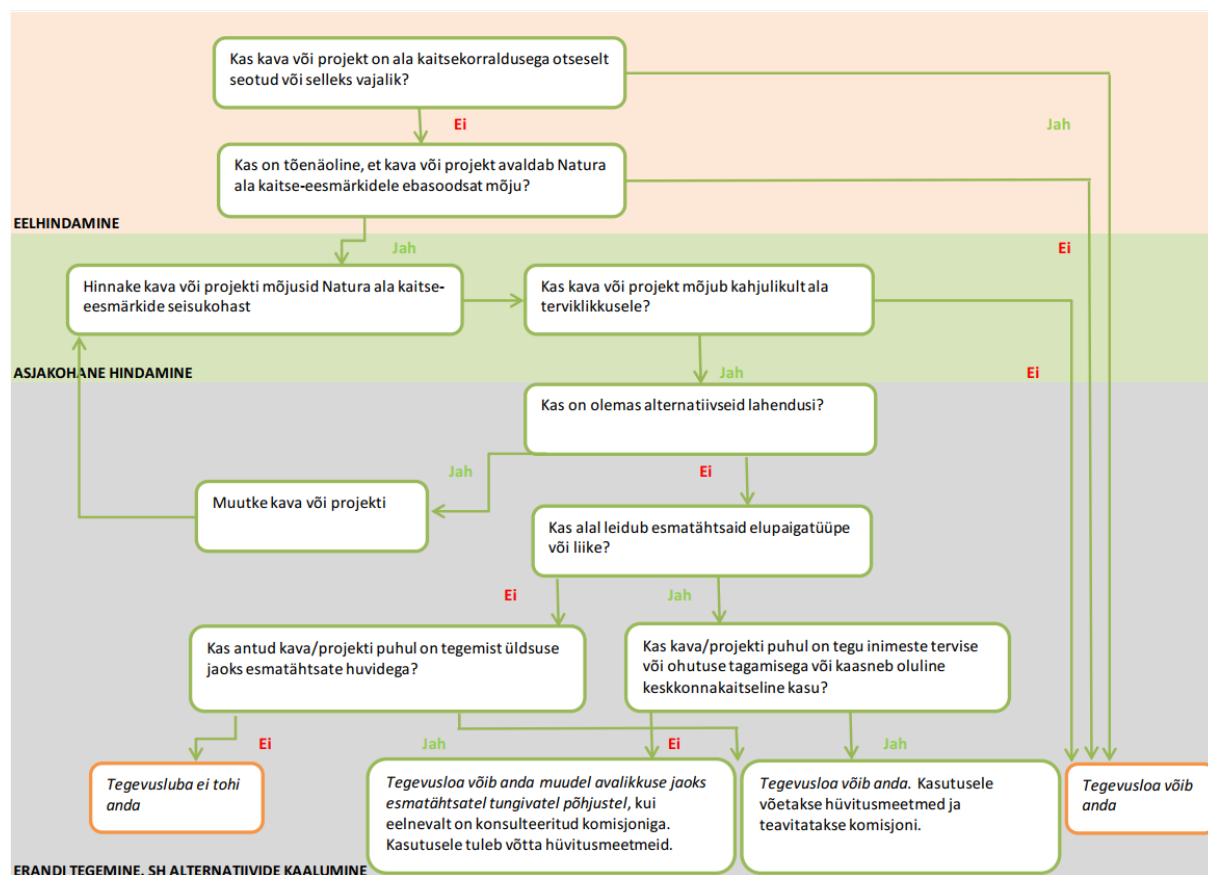 Kas kava või projekt on ala kaitsekorraldusega otseselt
seotud või selleks vajalik?
Ei
Jah
Kas on tõenäoline, et kava või projekt avaldab Natura
ala kaitse-eesmärkidele ebasoodsat mõju?
EELHINDAMINE
Jah
Ei
Hinnake kava või projekti mõjusid Natura ala kaitse-
eesmärkide seisukohast
Kas kava või projekt mõjub kahjulikult ala
terviklikkusele?
ASJAKOHANE HINDAMINE
Jah
Ei
Kas on olemas alternatiivseid lahendusi?
Jah
Ei
Muutke kava või projekti
Kas alal leidub esmatähtsaid elupaigatüüpe
või liike?
Ei
Jah
Kas antud kava/projekti puhul on tegemist üldsuse
jaoks esmatähtsate huvidega?
Kas kava/projekti puhul on tegu inimeste tervise
või ohutuse tagamisega või kaasneb oluline
keskkonnakaitseline kasu?
Ei
Jah
Ei
Jah
Tegevusluba ei tohi
anda
Tegevusloa võib anda muudel avalikkuse jaoks
esmatähtsatel tungivatel põhjustel, kui
eelnevalt on konsulteeritud komisjoniga.
Kasutusele tuleb võtta hüvitusmeetmeid.
Tegevusloa võib anda. Kasutusele
võetakse hüvitusmeetmed ja
teavitatakse komisjoni.
Tegevusloa võib
anda
ERANDI TEGEMINE, SH ALTERNATIIVIDE KAALUMINE